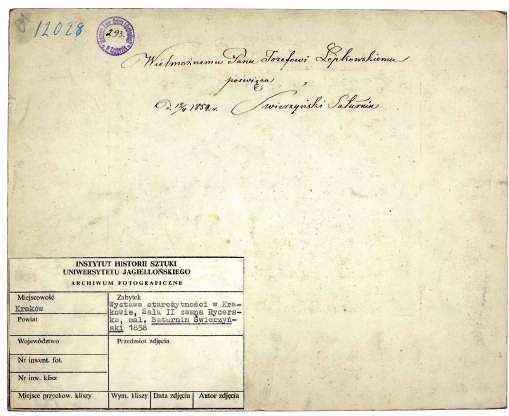 12028
293
Wielmożnemu Panu Józefowi Łepkowskiemu
poświęca
Świerzyński Saturnin
1859. r.
INSTYTUT HISTORII SZTUKI
UNIWERSYTETU JAGIELLOŃSKIEGO
ARCHIWUM FOTOGRAFICZNE
Miejscowość
Kraków
Powiat
Województwo
Nr inwent. fot.
Nr inw. klisz
Miejsce przechow. kliszy
Zabytek
Wystawa starożytności w Kra-
kowie, Sala II zwana Rycers-
ka, mal. Saturnin Świerzyń-
ski 1858
Przedmiot zdjęcia
Wym. kliszy
Data zdjęcia
Autor zdjęcia